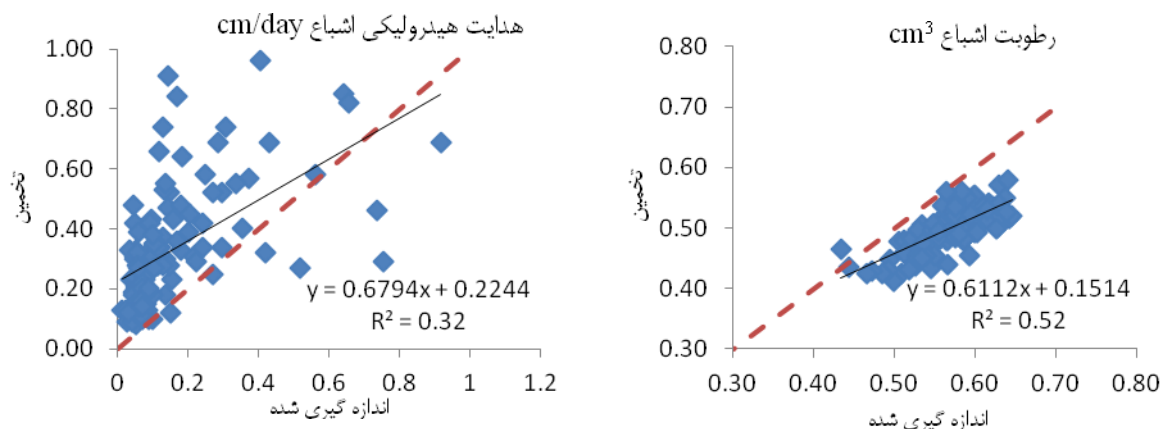 هدایت هیدرولیکی اشباع cm/day
1.00
0.80
0.60
0.40
0.20
0.00
تخمین
y = 0.6794x + 0.2244
R² = 0.32
0 0.2 0.4 0.6 0.8 1 1.2
اندازه گیری شده
رطوبت اشباع cm³
0.80
0.70
0.60
0.50
0.40
0.30
تخمین
y = 0.6112x + 0.1514
R² = 0.52
0.30 0.40 0.50 0.60 0.70 0.80
اندازه گیری شده